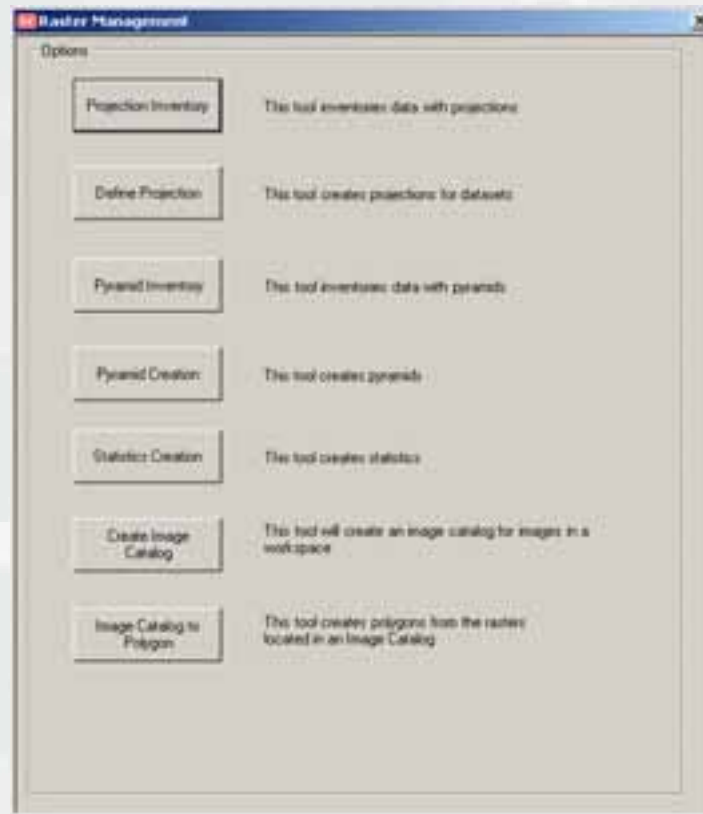 Raster Management
Options
Projection Inventory
This tool inventories data with projections
Define Projection
This tool creates projections for datasets
Pyramid Inventory
This tool inventories data with pyramids
Pyramid Creation
This tool creates pyramids
Statistics Creation
This tool creates statistics
Create Image
Catalog
This tool will create an image catalog for images in a
workspace
Image Catalog to
Polygon
This tool creates polygons from the rasters
located in an Image Catalog